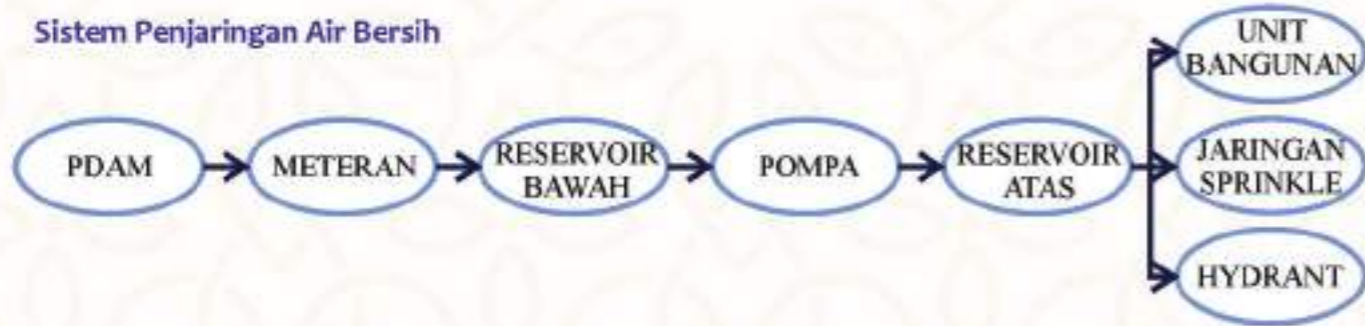 Sistem Penjaringan Air Bersih
PDAM
METERAN
RESERVOIR
BAWAH
POMPA
RESERVOIR
ATAS
UNIT
BANGUNAN
JARINGAN
SPRINKLE
HYDRANT